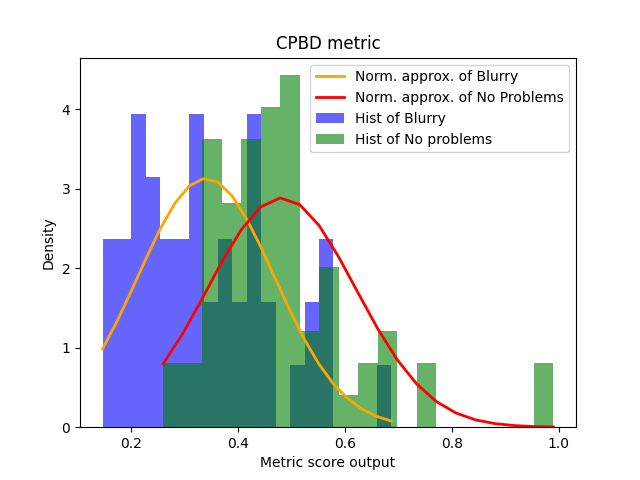 CPBD metric
Norm. approx. of Blurry
Norm. approx. of No Problems
Hist of Blurry
Hist of No problems
Density
4
3
2
1
0
0.2 0.4 0.6 0.8 1.0
Metric score output